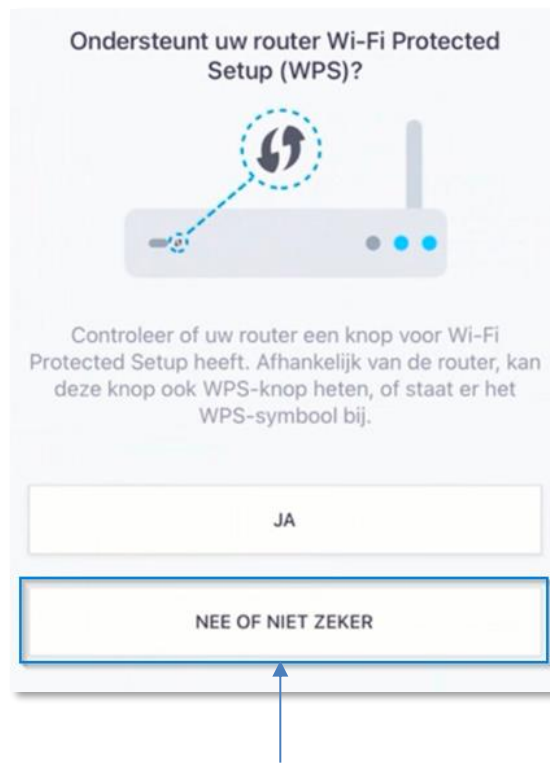 Ondersteunt uw router Wi-Fi Protected
Setup (WPS)?
Controleer of uw router een knop voor Wi-Fi
Protected Setup heeft. Afhankelijk van de router, kan
deze knop ook WPS-knop heten, of staat er het
WPS-symbool bij.
JA
NEE OF NIET ZEKER